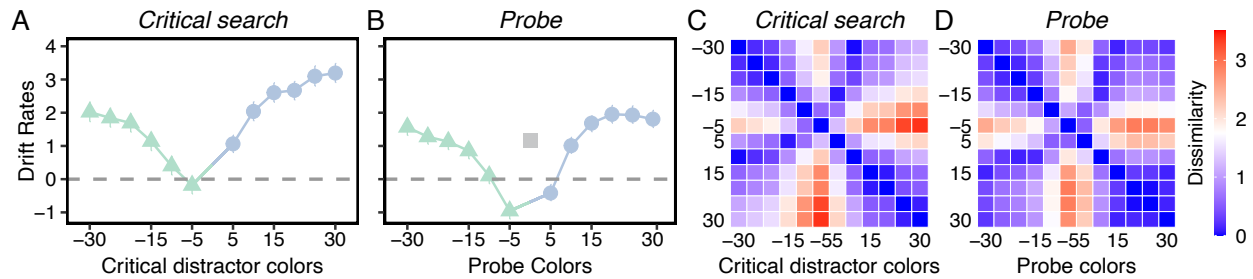 A Critical search
4
3
2
1
0
−1
Drift Rates
−30 −15 −5 5 15 30
Critical distractor colors
B Probe
−30 −15 −5 5 15 30
Probe Colors
C Critical search
−30
−15
−5
5
15
30
−30 −15 −55 15 30
Critical distractor colors
D Probe
−30
−15
−5
5
15
30
−30 −15 −55 15 30
Probe colors
3
2
1
0
Dissimilarity